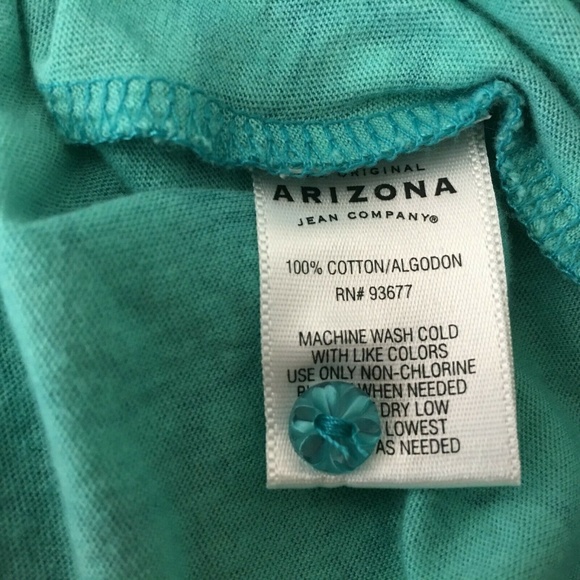 ORIGINAL
ARIZONA
JEAN COMPANY®
100% COTTON/ALGODON
RN# 93677
MACHINE WASH COLD
WITH LIKE COLORS
USE ONLY NON-CHLORINE
WHEN NEEDED
DRY LOW
LOWEST
AS NEEDED